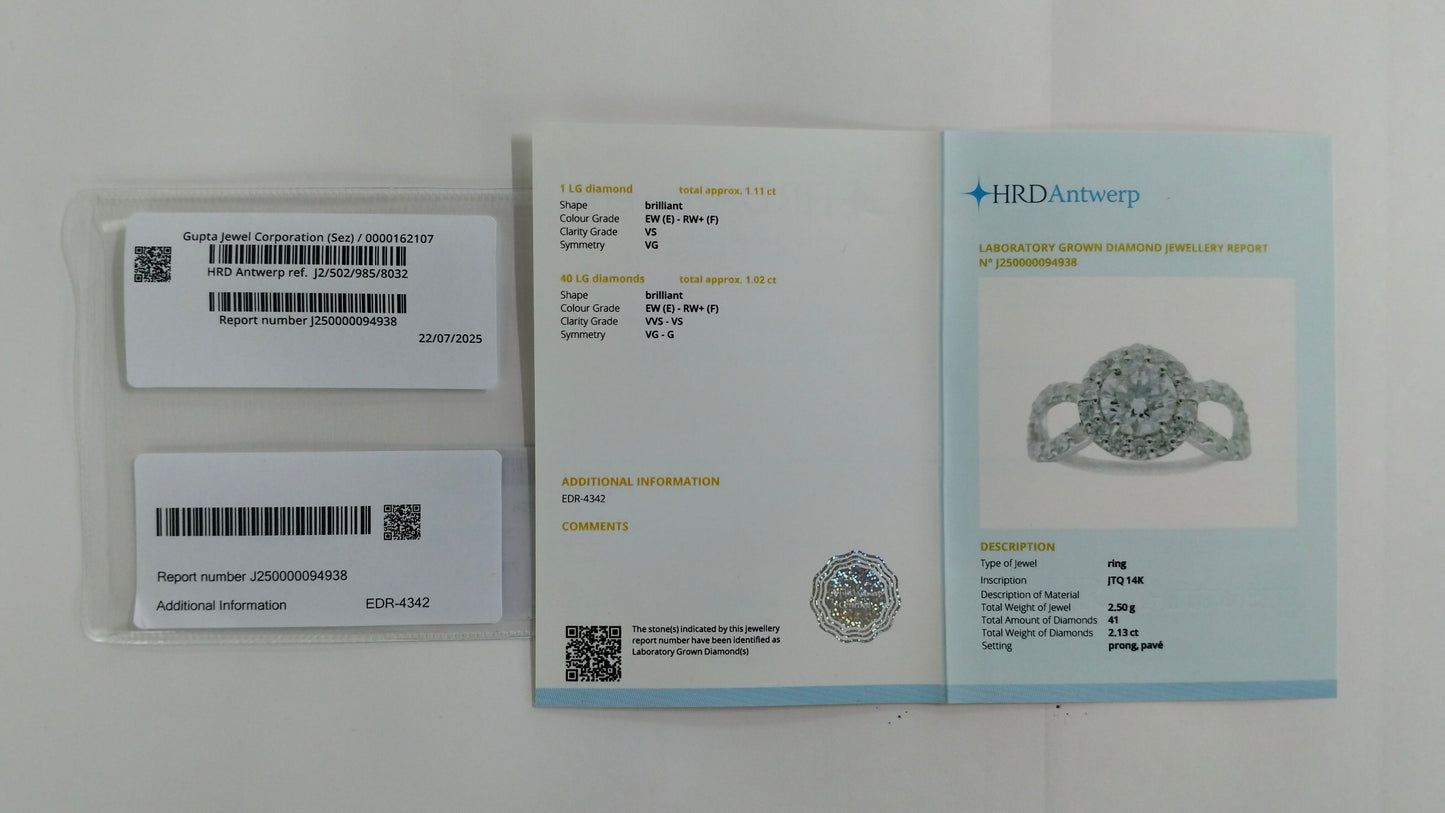 Gupta Jewel Corporation (Sez) / 0000162107
HRD Antwerp ref. J2/502/985/8032
Report number J250000094938
22/07/2025
Report number J250000094938
Additional Information EDR-4342
1 LG diamond total approx. 1.11 ct
Shape brilliant
Colour Grade EW (E) - RW+ (F)
Clarity Grade VS
Symmetry VG
40 LG diamonds total approx. 1.02 ct
Shape brilliant
Colour Grade EW (E) - RW+ (F)
Clarity Grade VVS - VS
Symmetry VG - G
ADDITIONAL INFORMATION
EDR-4342
COMMENTS
The stone(s) indicated by this jewellery
report number have been identified as
Laboratory Grown Diamond(s)
HRDAntwerp
LABORATORY GROWN DIAMOND JEWELLERY REPORT
N° J250000094938
DESCRIPTION
Type of Jewel ring
Inscription JTQ 14K
Description of Material
Total Weight of Jewel 2.50 g
Total Amount of Diamonds 41
Total Weight of Diamonds 2.13 ct
Setting prong, pavé